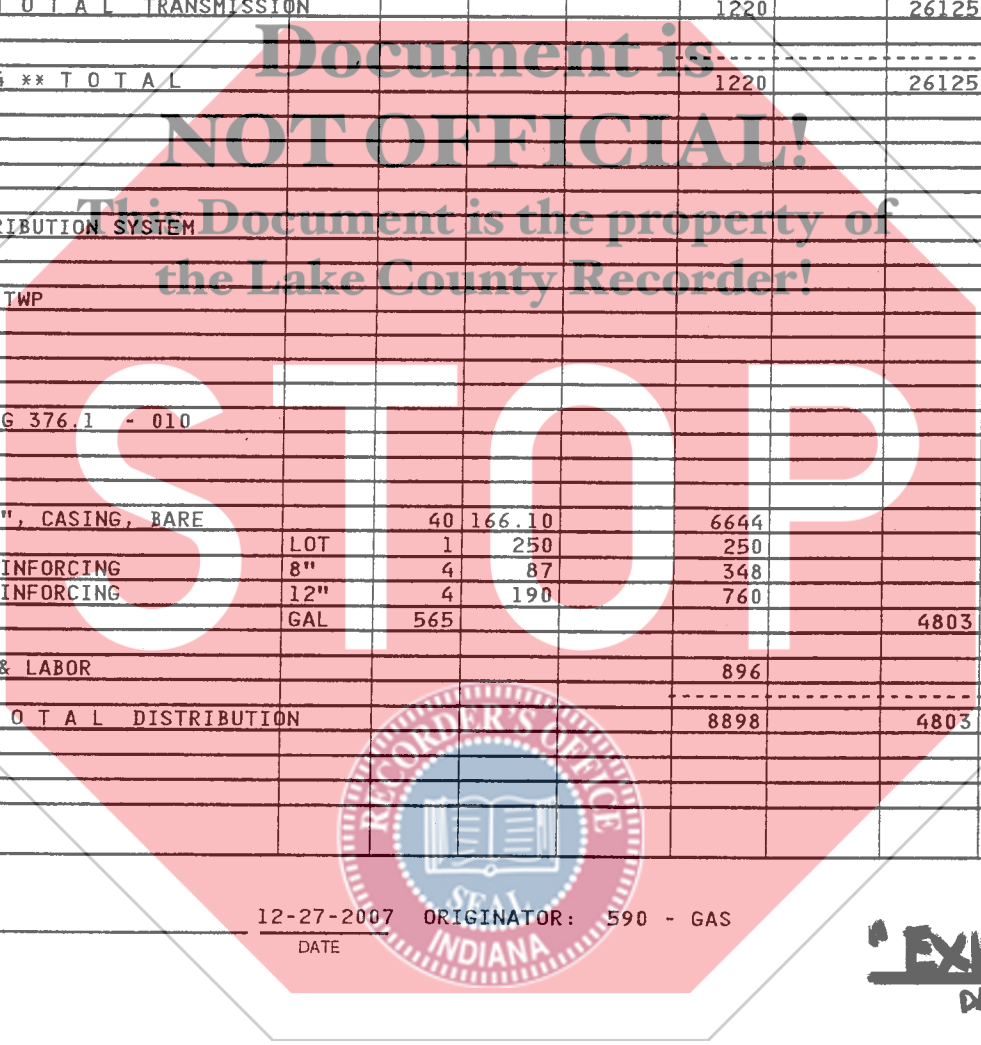 O T A L TRANSMISSION 1220 26125
Document is
** T O T A L 1220 26125
NOT OFFICIAL!
This Document is the property of
RIBUTION SYSTEM
the Lake County Recorder!
TWP
STOP
G 376.1 - 010
", CASING, BARE 40 166.10 6644
LOT 1 250 250
INFORCING 8" 4 87 348
INFORCING 12" 4 190 760
GAL 565 4803
& LABOR 896
O T A L DISTRIBUTION 8898 4803
RECORDER'S OFFICE
SEAL
INDIANA
12-27-2007 ORIGINATOR: 590 - GAS
DATE